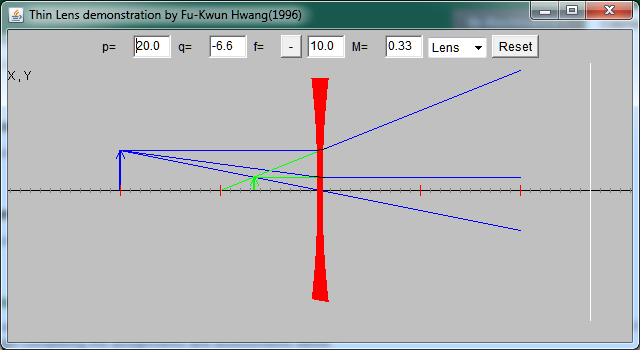 Thin Lens demonstration by Fu-Kwun Hwang(1996)
p= 20.0 q= -6.6 f= - 10.0 M= 0.33 Lens Reset
X,Y